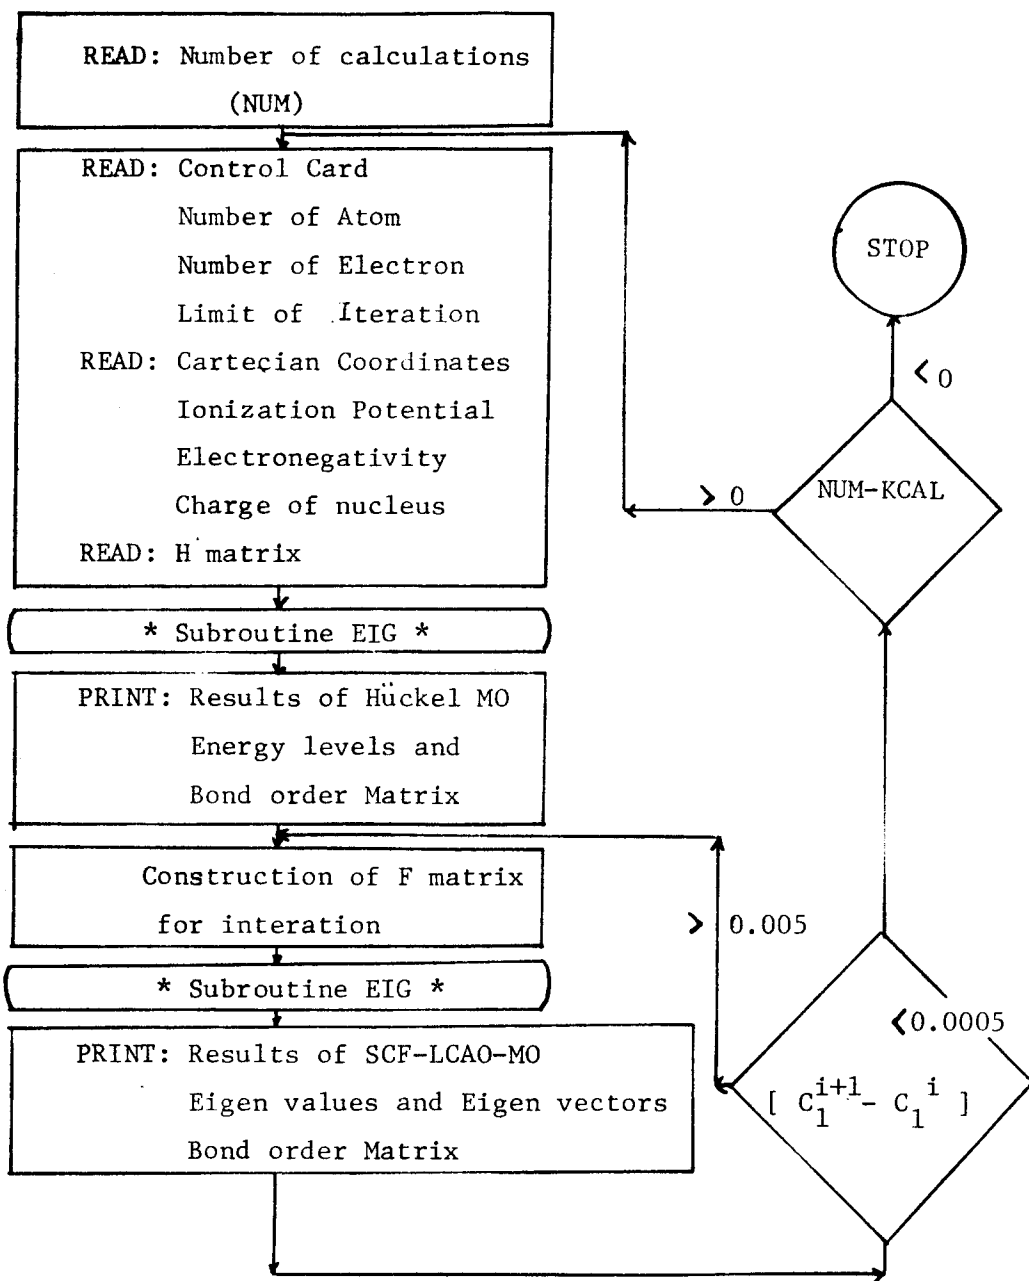 READ: Number of calculations
(NUM)
READ: Control Card
Number of Atom
Number of Electron
Limit of Iteration
READ: Cartecian Coordinates
Ionization Potential
Electronegativity
Charge of nucleus
READ: H matrix
* Subroutine EIG *
PRINT: Results of Hückel MO
Energy levels and
Bond order Matrix
Construction of F matrix
for interation
* Subroutine EIG *
PRINT: Results of SCF-LCAO-MO
Eigen values and Eigen vectors
Bond order Matrix
STOP
< 0
> 0
NUM-KCAL
> 0.005
<0.0005
[ C₁^{i+1} - C₁^i ]